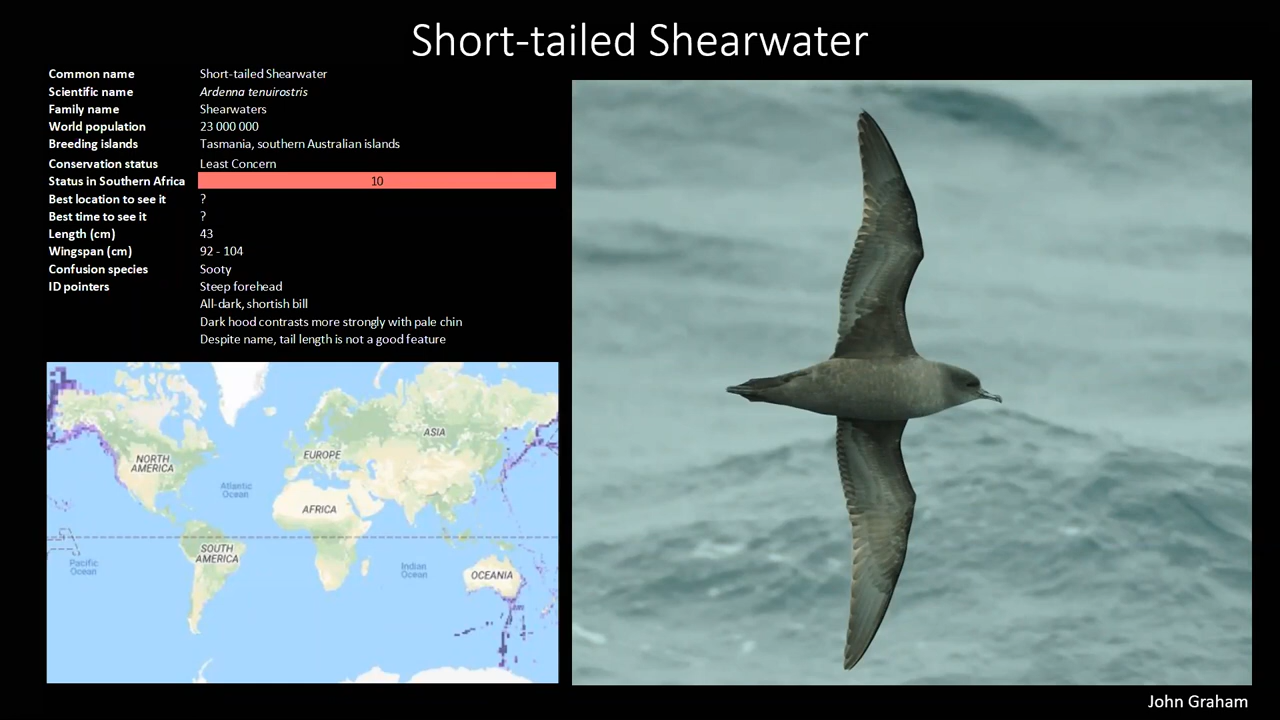 Short-tailed Shearwater
Common name Short-tailed Shearwater
Scientific name Ardenna tenuirostris
Family name Shearwaters
World population 23 000 000
Breeding islands Tasmania, southern Australian islands
Conservation status Least Concern
Status in Southern Africa 10
Best location to see it ?
Best time to see it ?
Length (cm) 43
Wingspan (cm) 92 - 104
Confusion species Sooty
ID pointers Steep forehead
All-dark, shortish bill
Dark hood contrasts more strongly with pale chin
Despite name, tail length is not a good feature
NORTH
AMERICA
EUROPE
ASIA
Atlantic
Ocean
AFRICA
SOUTH
AMERICA
Pacific
Ocean
Indian
Ocean
OCEANIA
John Graham